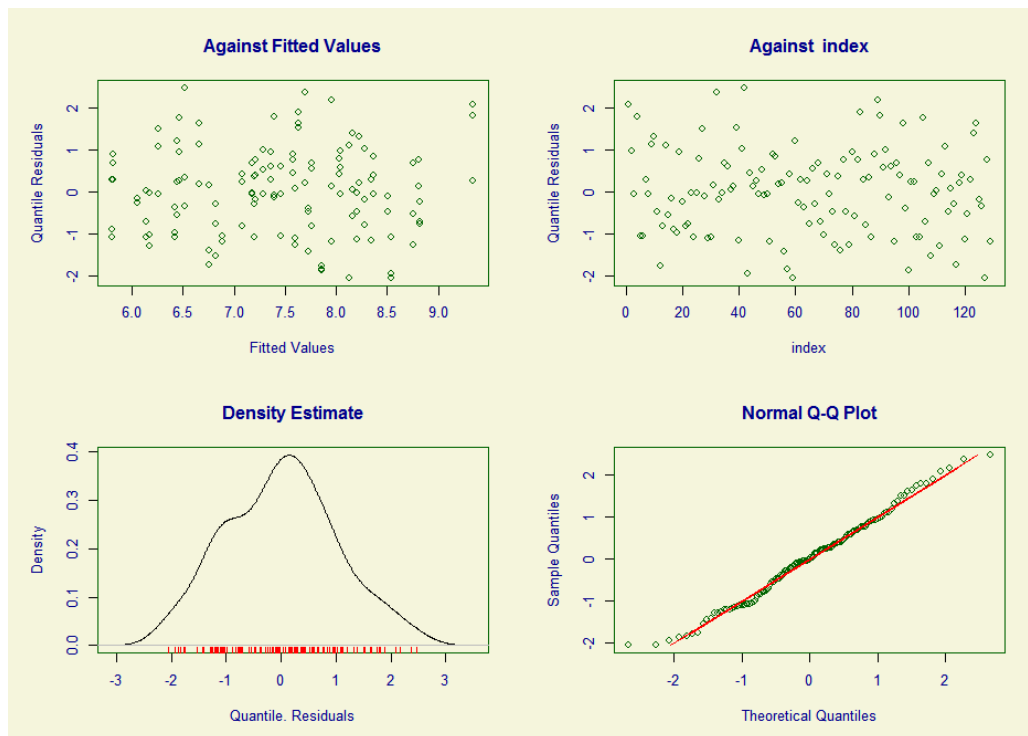 Against Fitted Values
Quantile Residuals
2
1
0
-1
-2
6.0 6.5 7.0 7.5 8.0 8.5 9.0
Fitted Values
Against index
Quantile Residuals
2
1
0
-1
-2
0 20 40 60 80 100 120
index
Density Estimate
Density
0.4
0.3
0.2
0.1
0.0
-3 -2 -1 0 1 2 3
Quantile. Residuals
Normal Q-Q Plot
Sample Quantiles
2
1
0
-1
-2
-2 -1 0 1 2
Theoretical Quantiles